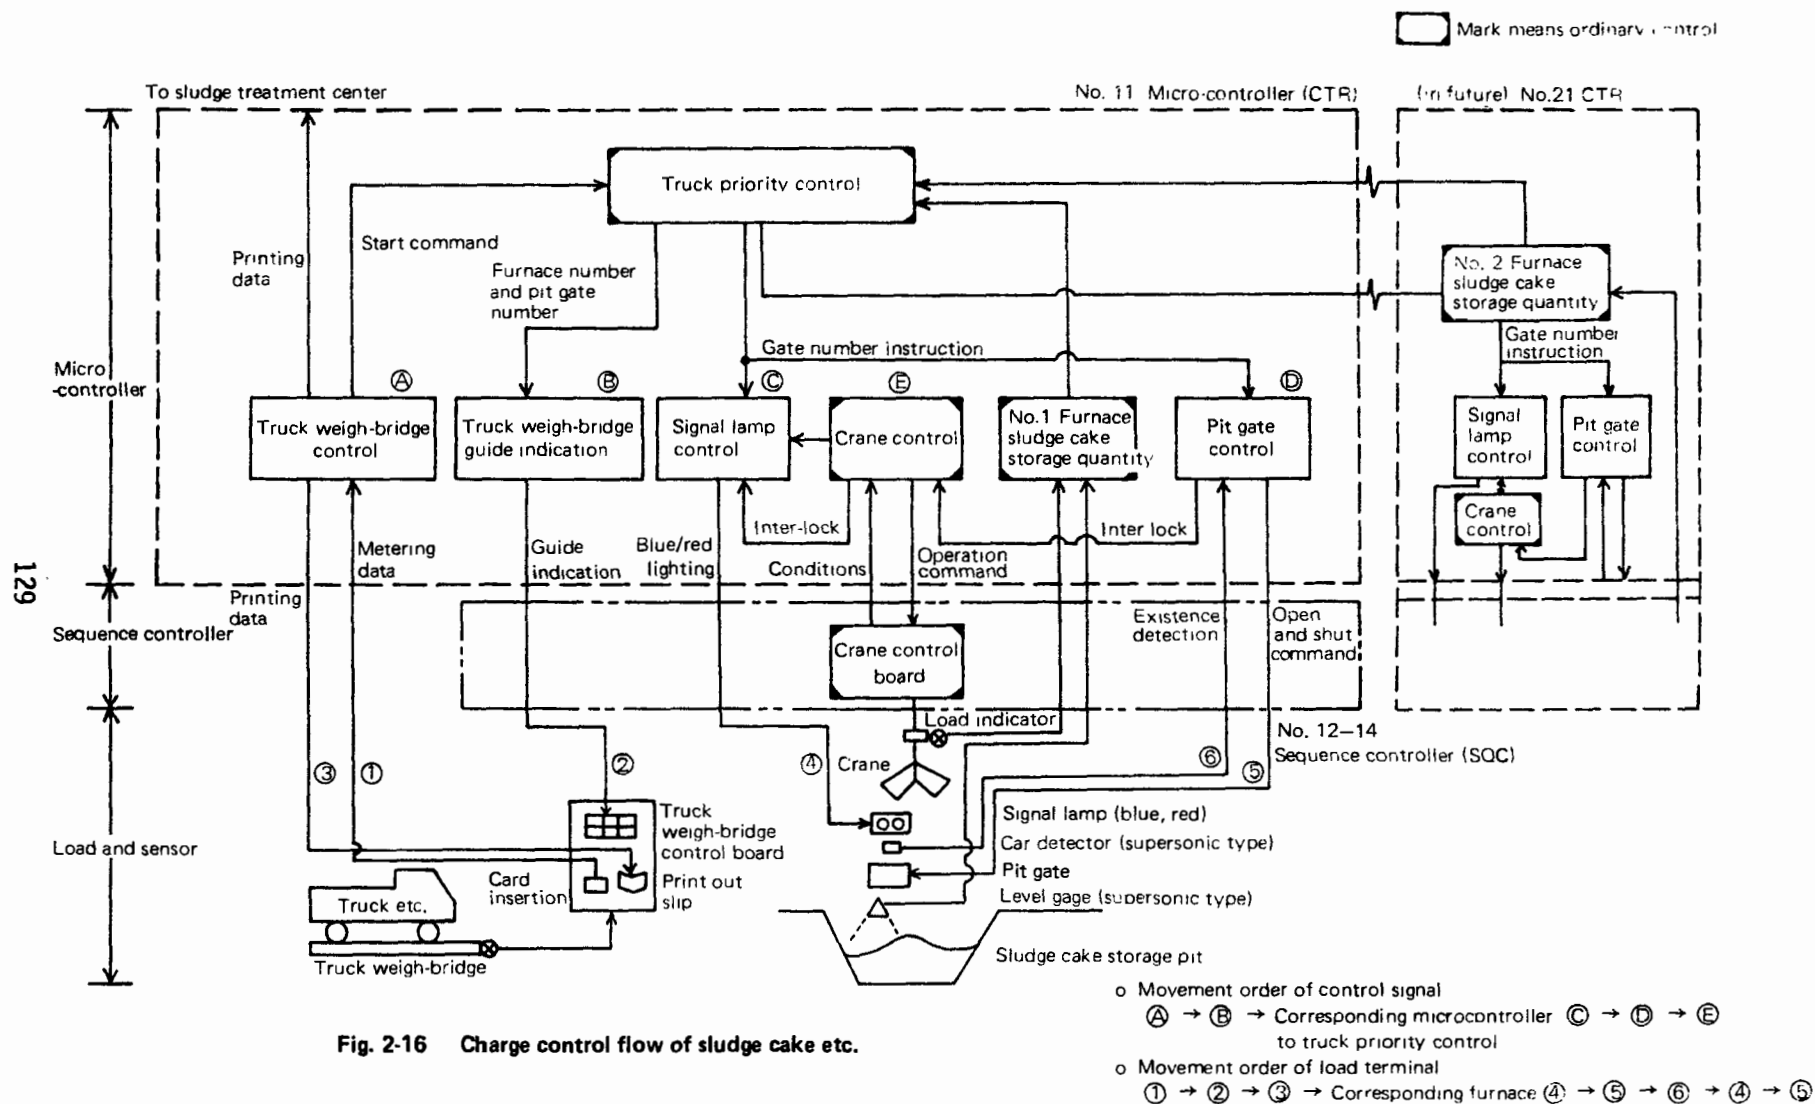 Mark means ordinary control
To sludge treatment center
No. 11 Micro-controller (CTR)
(in future) No.21 CTR
Truck priority control
Printing
data
Start command
Furnace number
and pit gate
number
No. 2 Furnace
sludge cake
storage quantity
Gate number
instruction
Gate number instruction
Micro
-controller
A
B
C
E
D
Truck weigh-bridge
control
Truck weigh-bridge
guide indication
Signal lamp
control
Crane control
No.1 Furnace
sludge cake
storage quantity
Pit gate
control
Signal
lamp
control
Pit gate
control
Crane
control
Inter-lock
Inter lock
Metering
data
Guide
indication
Blue/red
lighting
Conditions
Operation
command
129
Printing
data
Sequence controller
Existence
detection
Open
and shut
command
Crane control
board
Load indicator
No. 12–14
Sequence controller (SQC)
3
1
2
4
Crane
6
5
Truck
weigh-bridge
control board
Signal lamp (blue, red)
Car detector (supersonic type)
Load and sensor
Pit gate
Card
insertion
Print out
slip
Level gage (supersonic type)
Truck etc.
Truck weigh-bridge
Sludge cake storage pit
o Movement order of control signal
A → B → Corresponding microcontroller C → D → E
to truck priority control
o Movement order of load terminal
1 → 2 → 3 → Corresponding furnace 4 → 5 → 6 → 4 → 5
Fig. 2-16 Charge control flow of sludge cake etc.